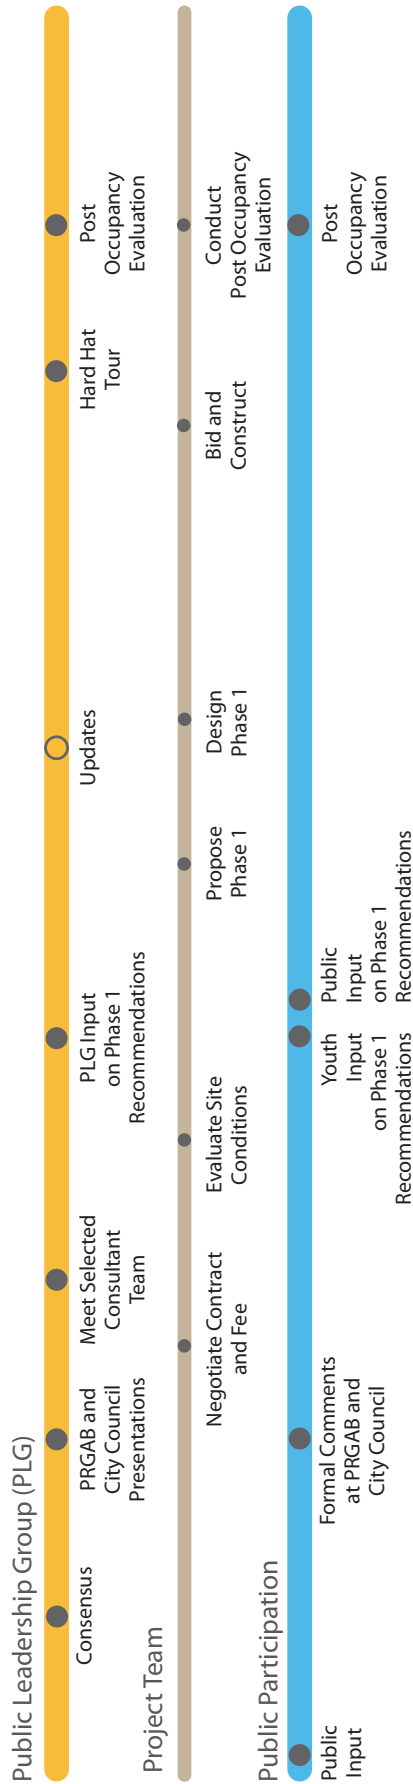 Public Leadership Group (PLG)
Consensus
PRGAB and
City Council
Presentations
Meet Selected
Consultant
Team
PLG Input
on Phase 1
Recommendations
Updates
Hard Hat
Tour
Post
Occupancy
Evaluation
Project Team
Negotiate Contract
and Fee
Evaluate Site
Conditions
Propose
Phase 1
Design
Phase 1
Bid and
Construct
Conduct
Post Occupancy
Evaluation
Public Participation
Public
Input
Formal Comments
at PRGAB and
City Council
Youth
Input
on Phase 1
Recommendations
Public
Input
on Phase 1
Recommendations
Post
Occupancy
Evaluation